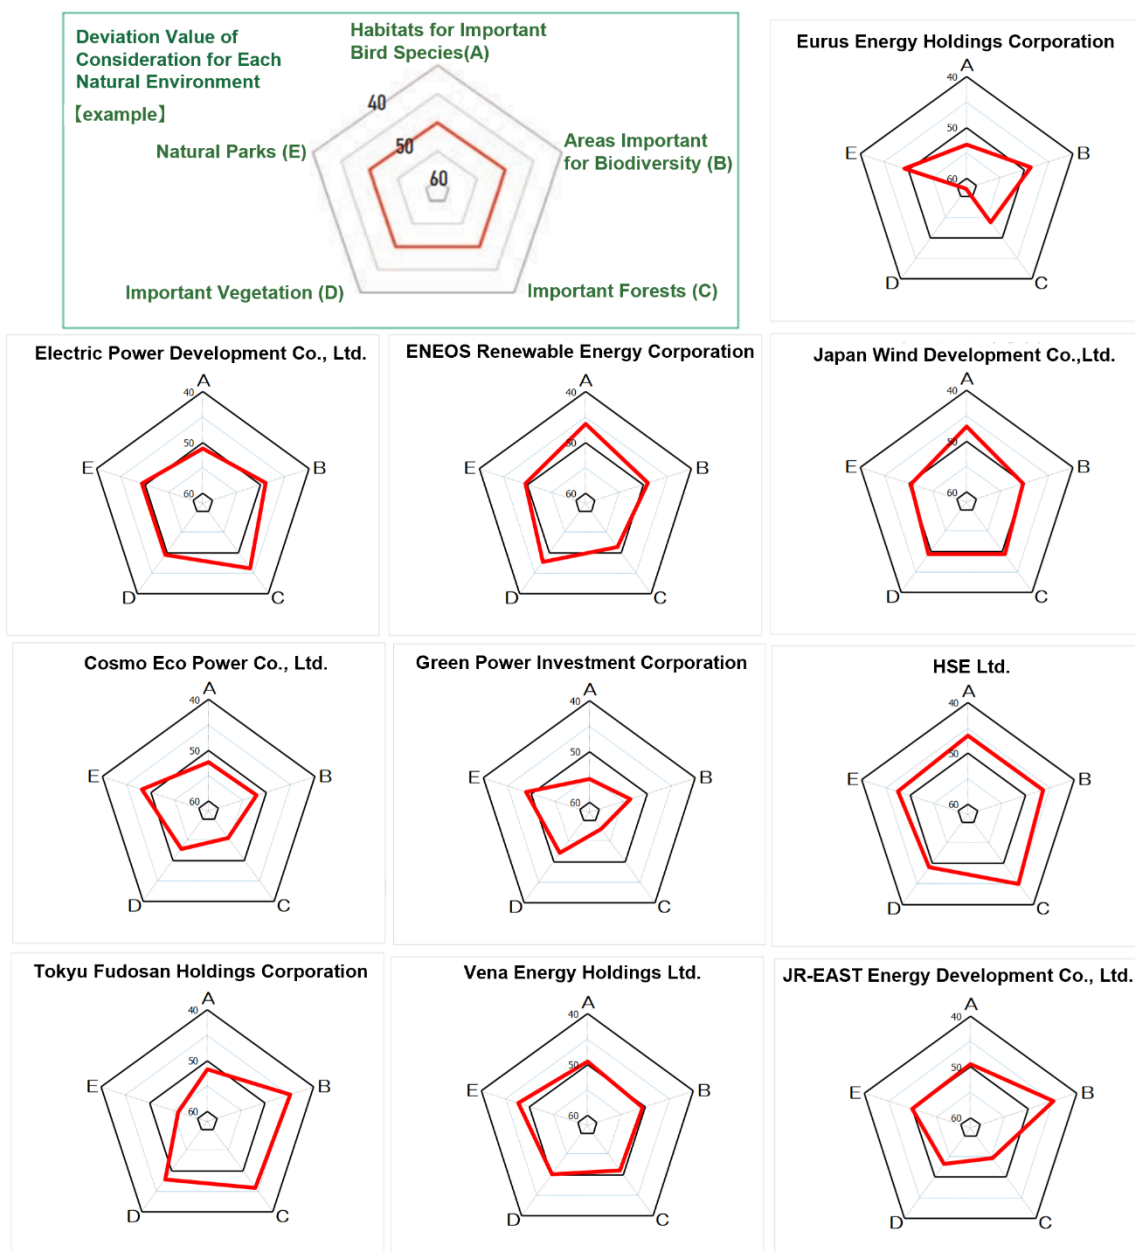 Deviation Value of
Consideration for Each
Natural Environment
【example】
Habitats for Important
Bird Species(A)
40
50
60
Natural Parks (E)
Areas Important
for Biodiversity (B)
Important Vegetation (D)
Important Forests (C)
Eurus Energy Holdings Corporation
A
40
50
E
B
60
D
C
Electric Power Development Co., Ltd.
A
40
50
E
B
60
D
C
ENEOS Renewable Energy Corporation
A
40
50
E
B
60
D
C
Japan Wind Development Co.,Ltd.
A
40
50
E
B
60
D
C
Cosmo Eco Power Co., Ltd.
A
40
50
E
B
60
D
C
Green Power Investment Corporation
A
40
50
E
B
60
D
C
HSE Ltd.
A
40
50
E
B
60
D
C
Tokyu Fudosan Holdings Corporation
A
40
50
E
B
60
D
C
Vena Energy Holdings Ltd.
A
40
50
E
B
60
D
C
JR-EAST Energy Development Co., Ltd.
A
40
50
E
B
60
D
C